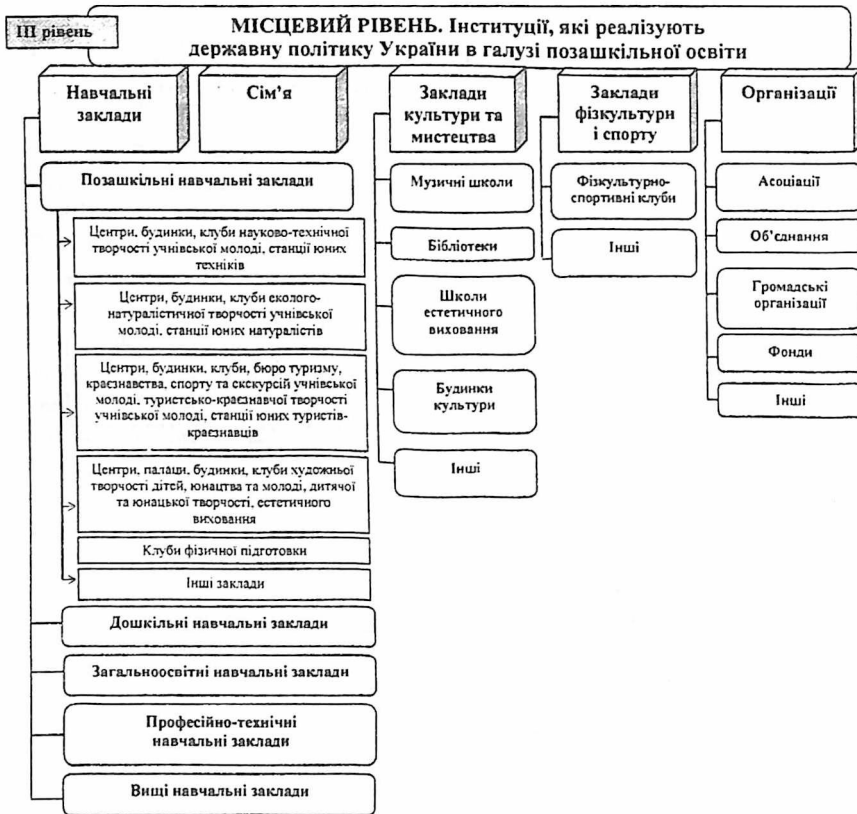 III рівень
МІСЦЕВИЙ РІВЕНЬ. Інституції, які реалізують
державну політику України в галузі позашкільної освіти
Навчальні
заклади
Сім’я
Заклади
культури та
мистецтва
Заклади
фізкультури
і спорту
Організації
Позашкільні навчальні заклади
Центри, будинки, клуби науково-технічної
творчості учнівської молоді, станції юних
техніків
Центри, будинки, клуби еколого-
натуралістичної творчості учнівської
молоді, станції юних натуралістів
Центри, будинки, клуби, бюро туризму,
краєзнавства, спорту та екскурсій учнівської
молоді, туристсько-краєзнавчої творчості
учнівської молоді, станції юних туристів-
краєзнавців
Центри, палаци, будинки, клуби художньої
творчості дітей, юнацтва та молоді, дитячої
та юнацької творчості, естетичного
виховання
Клуби фізичної підготовки
Інші заклади
Дошкільні навчальні заклади
Загальноосвітні навчальні заклади
Професійно-технічні
навчальні заклади
Вищі навчальні заклади
Музичні школи
Бібліотеки
Школи
естетичного
виховання
Будинки
культури
Інші
Фізкультурно-
спортивні клуби
Інші
Асоціації
Об’єднання
Громадські
організації
Фонди
Інші